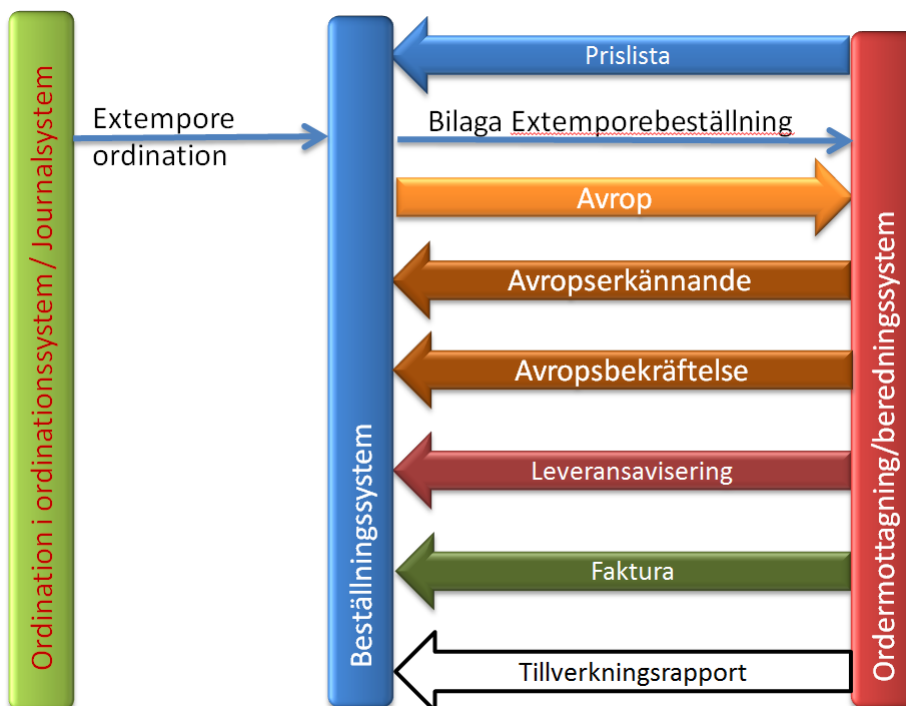 Ordination i ordinationssystem / Journalsystem
Extempore
ordination
Beställningssystem
Prislista
Bilaga Extemporebeställning
Avrop
Avropserkännande
Avropsbekräftelse
Leveransavisering
Faktura
Tillverkningsrapport
Ordermottagning/beredningssystem